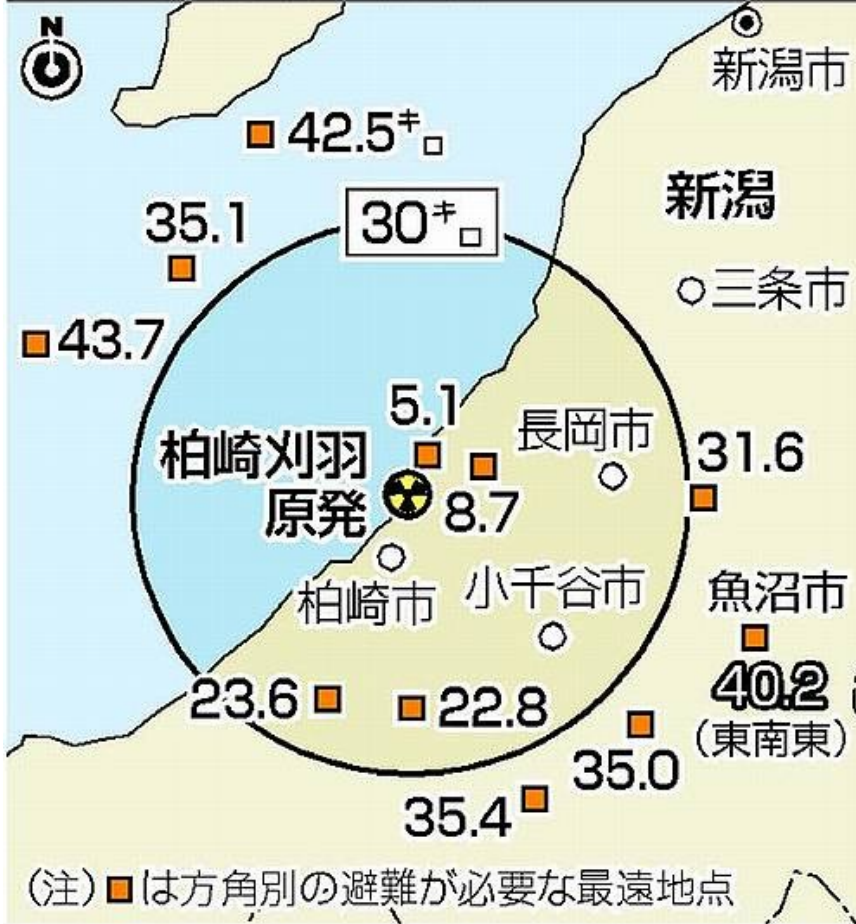 N
新潟市
42.5キロ
新潟
35.1
30キロ
三条市
43.7
5.1
長岡市
31.6
柏崎刈羽
原発
8.7
柏崎市
小千谷市
魚沼市
40.2
(東南東)
23.6
22.8
35.0
35.4
(注)■は方角別の避難が必要な最遠地点